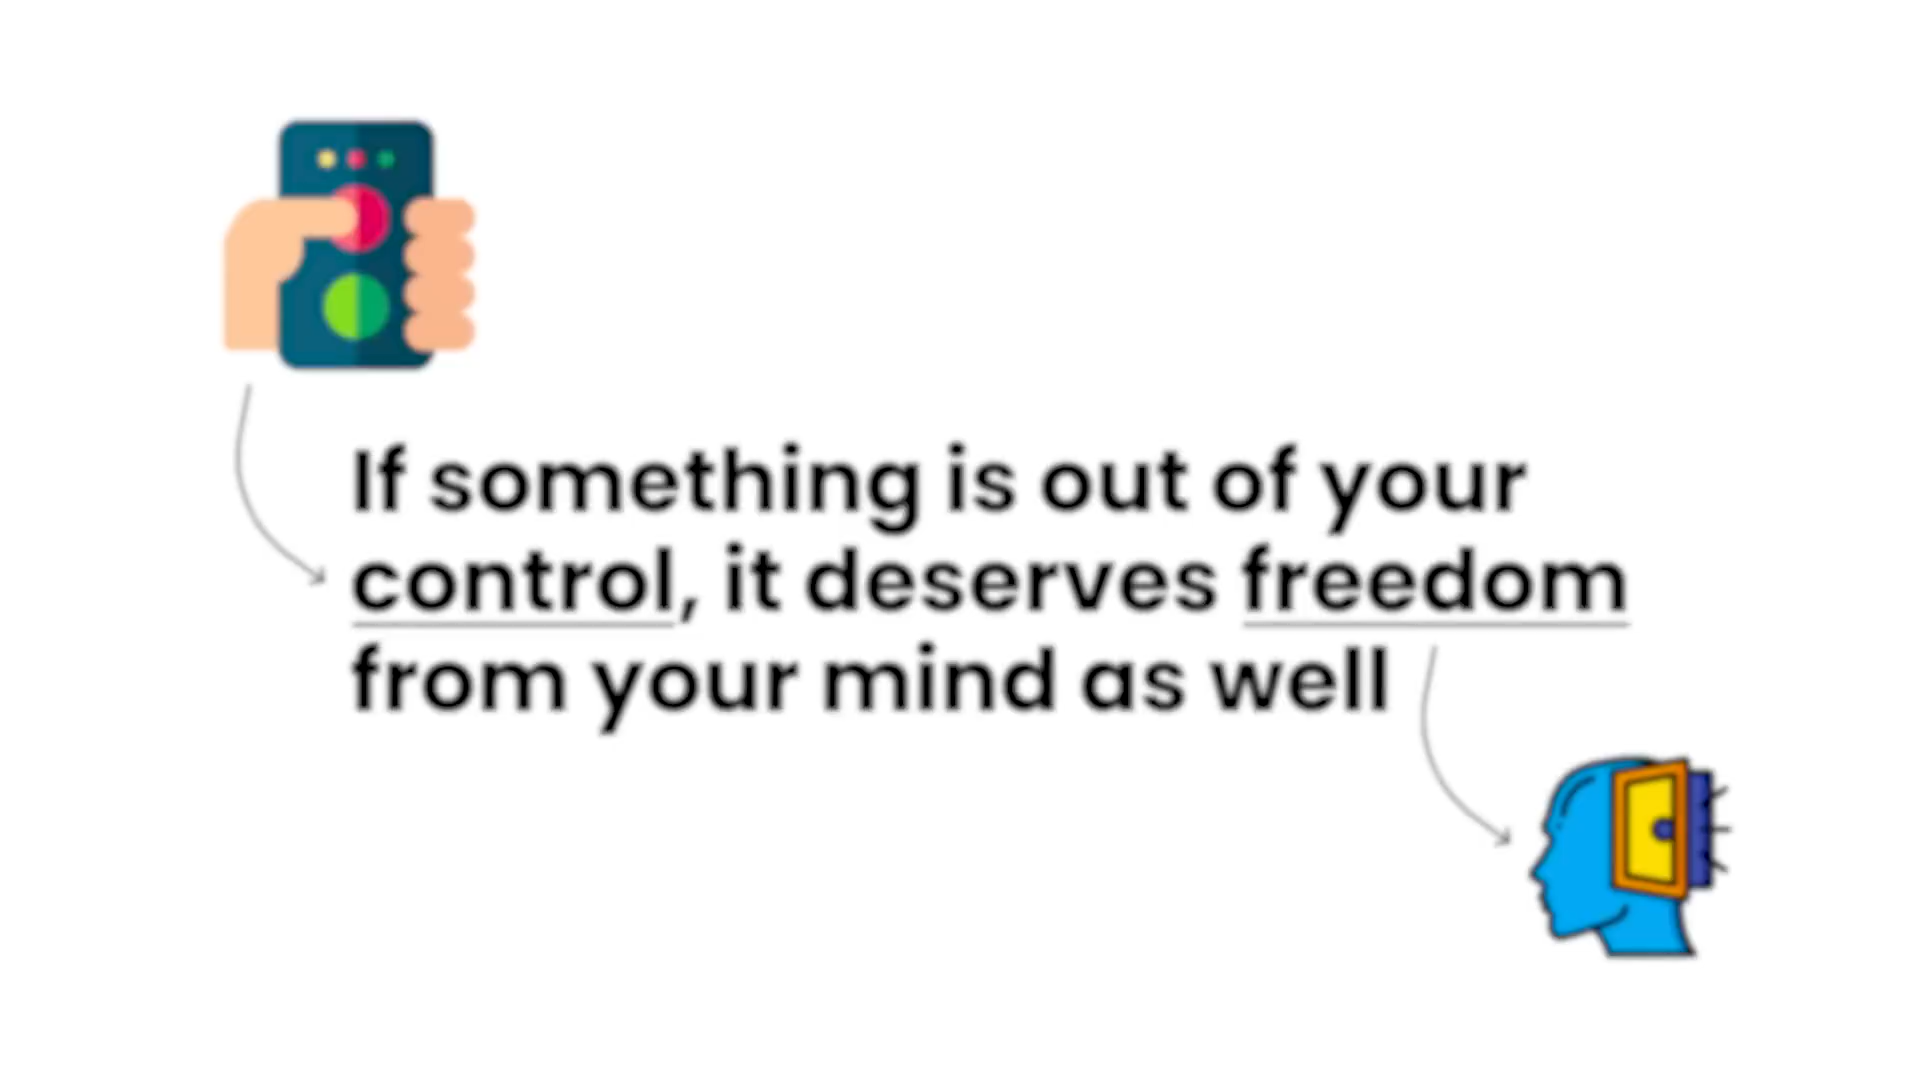 If something is out of your
control, it deserves freedom
from your mind as well